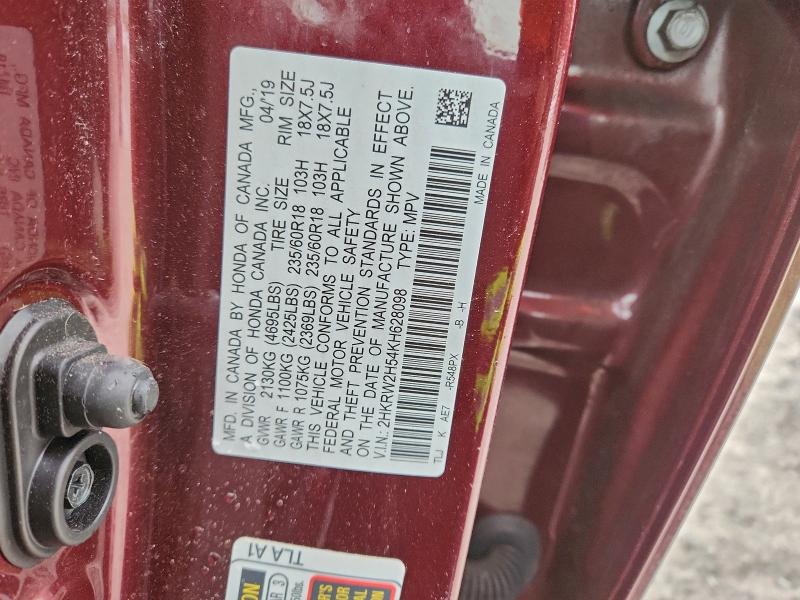 MFD. IN CANADA BY HONDA OF CANADA MFG., 04/'19
A DIVISION OF HONDA CANADA INC.
GVWR 2130KG (4695LBS) TIRE SIZE RIM SIZE
GAWR F 1100KG (2425LBS) 235/60R18 103H 18X7.5J
GAWR R 1075KG (2369LBS) 235/60R18 103H 18X7.5J
THIS VEHICLE CONFORMS TO ALL APPLICABLE
FEDERAL MOTOR VEHICLE SAFETY
AND THEFT PREVENTION STANDARDS IN EFFECT
ON THE DATE OF MANUFACTURE SHOWN ABOVE.
V.I.N.: 2HKRW2H54KH628098 TYPE: MPV
TLJ K AE7 -R548PX -B -H
MADE IN CANADA
TLA A1